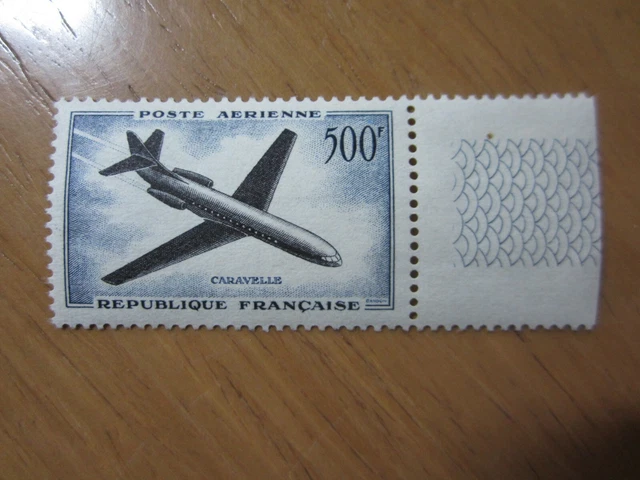 POSTE AERIENNE
500F
CARAVELLE
REPUBLIQUE FRANÇAISE